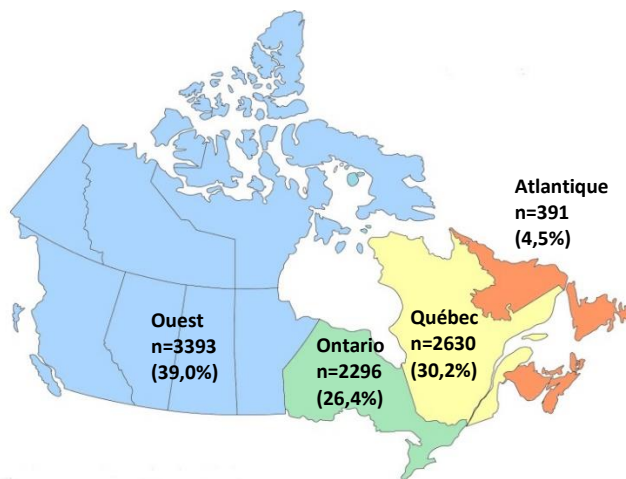 Atlantique
n=391
(4,5%)
Ouest
n=3393
(39,0%)
Ontario
n=2296
(26,4%)
Québec
n=2630
(30,2%)